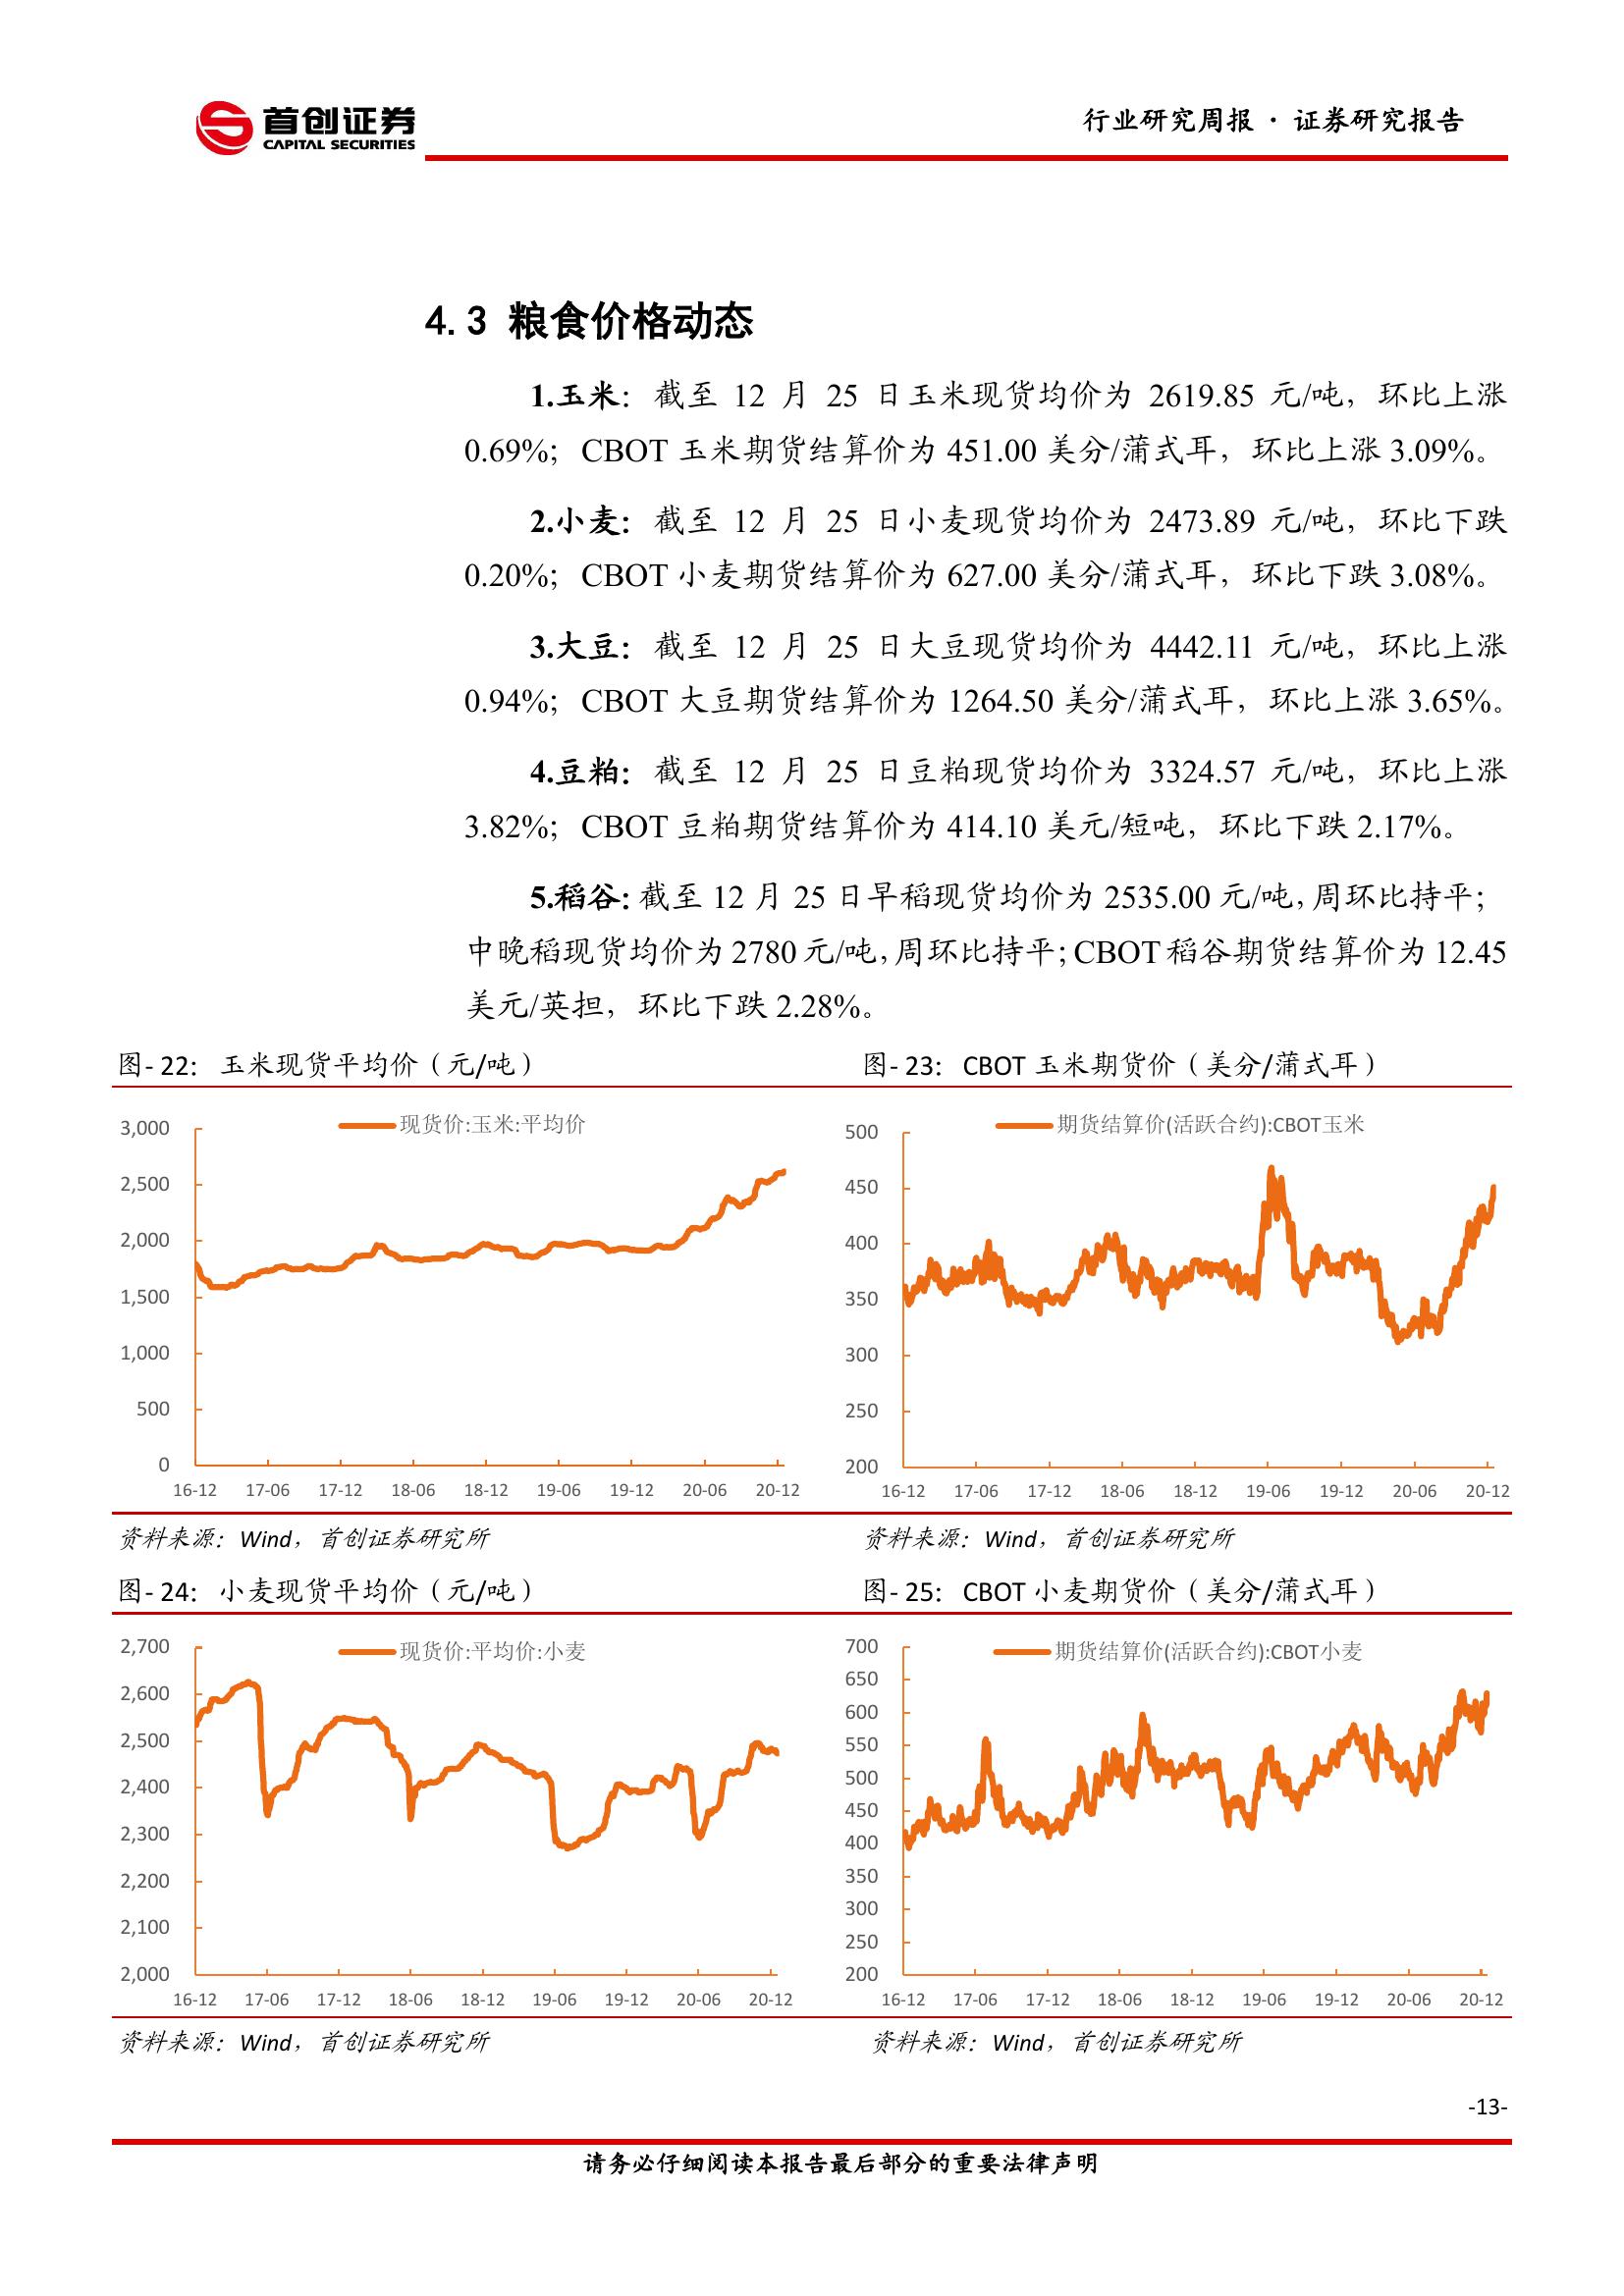 首创证券
CAPITAL SECURITIES
行业研究周报 · 证券研究报告
4.3 粮食价格动态
1.玉米：截至 12 月 25 日玉米现货均价为 2619.85 元/吨，环比上涨
0.69%；CBOT 玉米期货结算价为 451.00 美分/蒲式耳，环比上涨 3.09%。
2.小麦：截至 12 月 25 日小麦现货均价为 2473.89 元/吨，环比下跌
0.20%；CBOT 小麦期货结算价为 627.00 美分/蒲式耳，环比下跌 3.08%。
3.大豆：截至 12 月 25 日大豆现货均价为 4442.11 元/吨，环比上涨
0.94%；CBOT 大豆期货结算价为 1264.50 美分/蒲式耳，环比上涨 3.65%。
4.豆粕：截至 12 月 25 日豆粕现货均价为 3324.57 元/吨，环比上涨
3.82%；CBOT 豆粕期货结算价为 414.10 美元/短吨，环比下跌 2.17%。
5.稻谷：截至 12 月 25 日早稻现货均价为 2535.00 元/吨，周环比持平；
中晚稻现货均价为 2780 元/吨，周环比持平；CBOT 稻谷期货结算价为 12.45
美元/英担，环比下跌 2.28%。
图- 22： 玉米现货平均价（元/吨）
现货价:玉米:平均价
3,000
2,500
2,000
1,500
1,000
500
0
16-12 17-06 17-12 18-06 18-12 19-06 19-12 20-06 20-12
资料来源：Wind，首创证券研究所
图- 23： CBOT 玉米期货价（美分/蒲式耳）
期货结算价(活跃合约):CBOT玉米
500
450
400
350
300
250
200
16-12 17-06 17-12 18-06 18-12 19-06 19-12 20-06 20-12
资料来源：Wind，首创证券研究所
图- 24： 小麦现货平均价（元/吨）
现货价:平均价:小麦
2,700
2,600
2,500
2,400
2,300
2,200
2,100
2,000
16-12 17-06 17-12 18-06 18-12 19-06 19-12 20-06 20-12
资料来源：Wind，首创证券研究所
图- 25： CBOT 小麦期货价（美分/蒲式耳）
期货结算价(活跃合约):CBOT小麦
700
650
600
550
500
450
400
350
300
250
200
16-12 17-06 17-12 18-06 18-12 19-06 19-12 20-06 20-12
资料来源：Wind，首创证券研究所
-13-
请务必仔细阅读本报告最后部分的重要法律声明